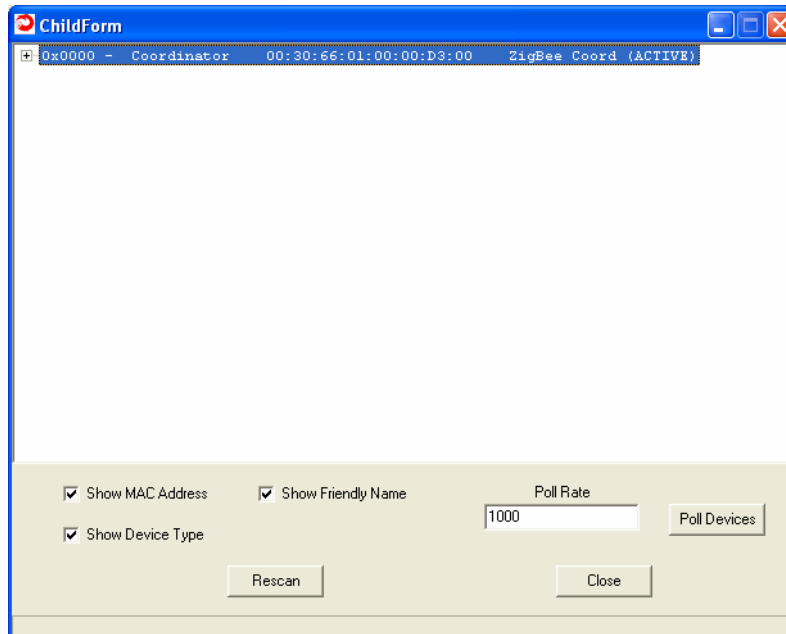 ChildForm
0x0000 - Coordinator 00:30:66:01:00:00:D3:00 ZigBee Coord (ACTIVE)
Show MAC Address Show Friendly Name Poll Rate
1000 Poll Devices
Show Device Type
Rescan Close